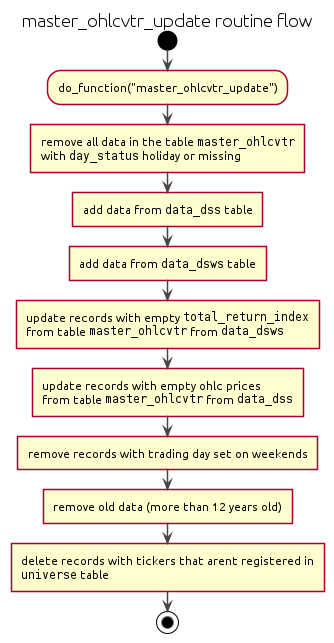 master_ohlcvtr_update routine flow
do_function("master_ohlcvtr_update")
remove all data in the table master_ohlcvtr
with day_status holiday or missing
add data from data_dss table
add data from data_dsws table
update records with empty total_return_index
from table master_ohlcvtr from data_dsws
update records with empty ohlc prices
from table master_ohlcvtr from data_dss
remove records with trading day set on weekends
remove old data (more than 12 years old)
delete records with tickers that arent registered in
universe table